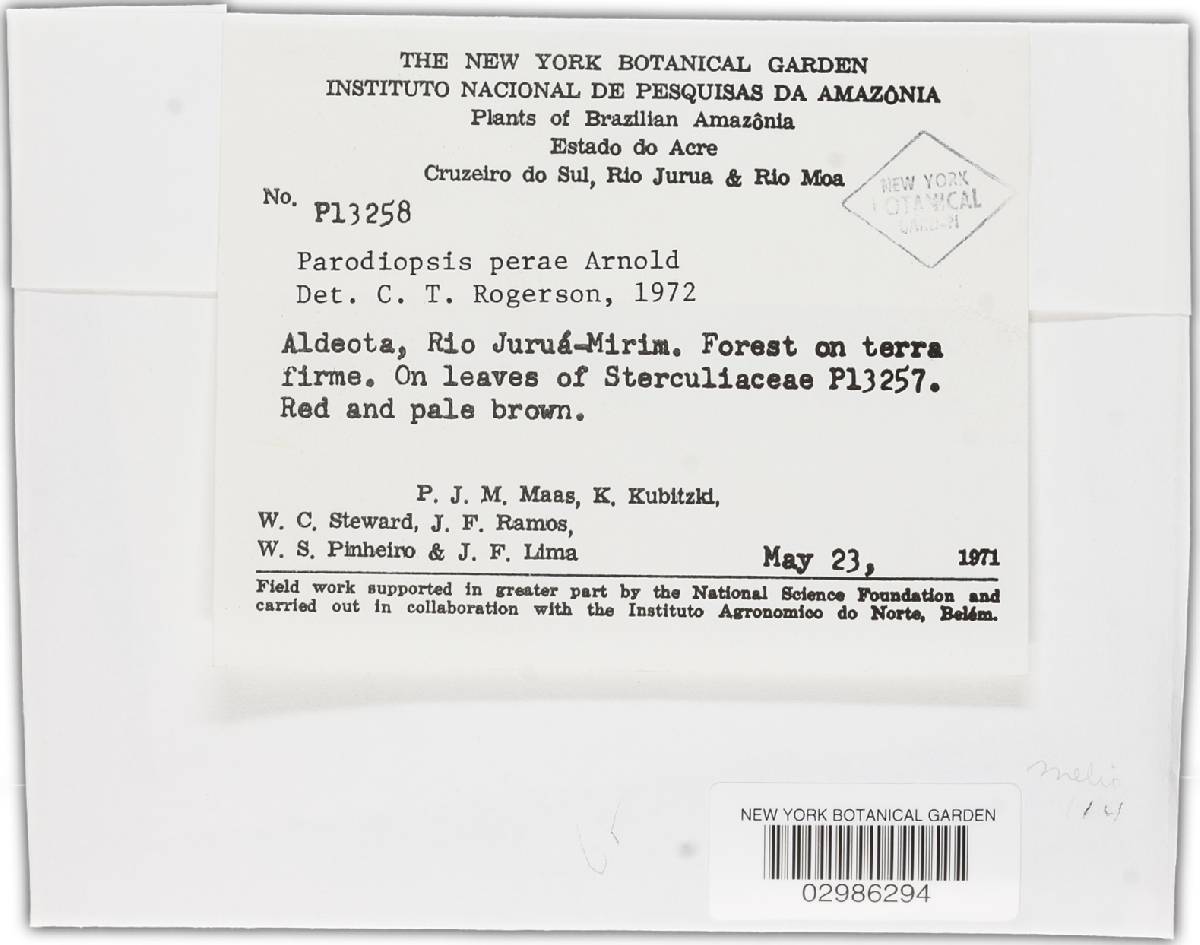 THE NEW YORK BOTANICAL GARDEN
INSTITUTO NACIONAL DE PESQUISAS DA AMAZÔNIA
Plants of Brazilian Amazônia
Estado do Acre
Cruzeiro do Sul, Rio Jurua & Rio Moa
NEW YORK
BOTANICAL
GARDEN
No. P13258
Parodiopsis perae Arnold
Det. C. T. Rogerson, 1972
Aldeota, Rio Juruá-Mirim. Forest on terra
firme. On leaves of Sterculiaceae P13257.
Red and pale brown.
P. J. M. Maas, K. Kubitzki,
W. C. Steward, J. F. Ramos,
W. S. Pinheiro & J. F. Lima
May 23, 1971
Field work supported in greater part by the National Science Foundation and
carried out in collaboration with the Instituto Agronomico do Norte, Belém.
NEW YORK BOTANICAL GARDEN
02986294